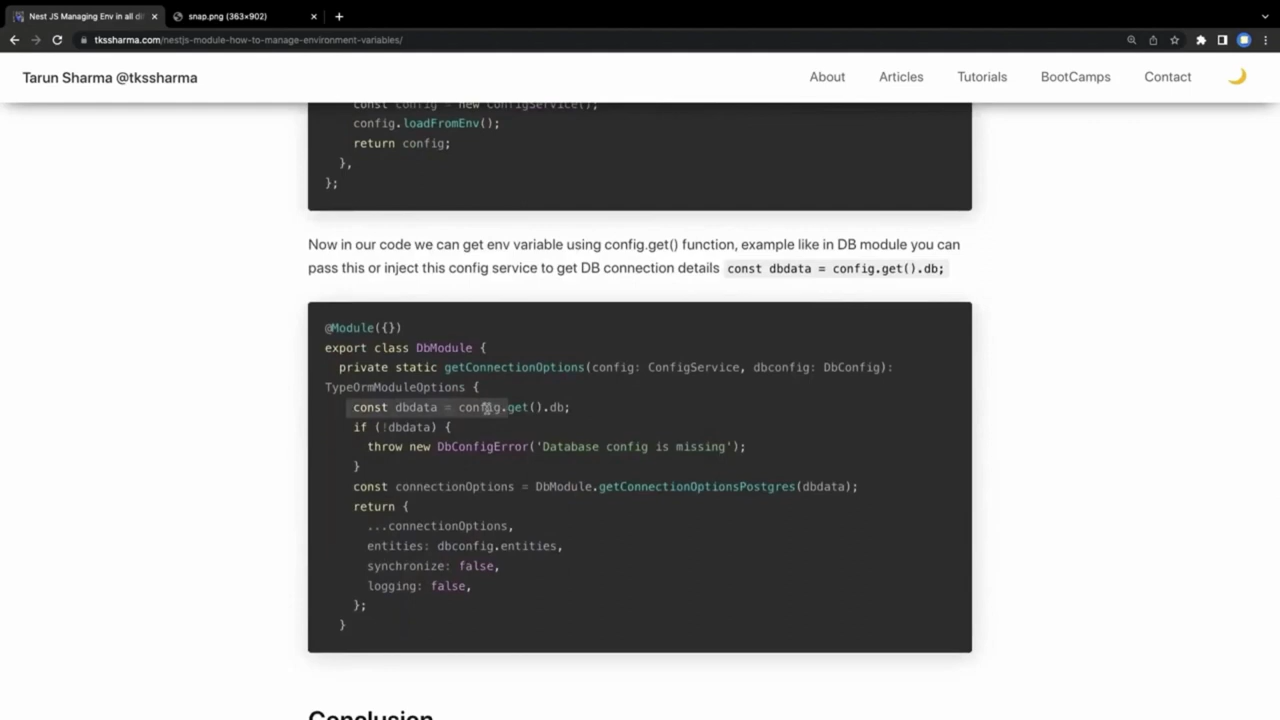 Nest JS Managing Env in all di
snap.png (363×902)
tkssharma.com/nestjs-module-how-to-manage-environment-variables/
Tarun Sharma @tkssharma
About
Articles
Tutorials
BootCamps
Contact
const config = new ConfigService();
config.loadFromEnv();
return config;
},
};
Now in our code we can get env variable using config.get() function, example like in DB module you can
pass this or inject this config service to get DB connection details const dbdata = config.get().db;
@Module({})
export class DbModule {
private static getConnectionOptions(config: ConfigService, dbconfig: DbConfig):
TypeOrmModuleOptions {
const dbdata = config.get().db;
if (!dbdata) {
throw new DbConfigError('Database config is missing');
}
const connectionOptions = DbModule.getConnectionOptionsPostgres(dbdata);
return {
...connectionOptions,
entities: dbconfig.entities,
synchronize: false,
logging: false,
};
}
Conclusion